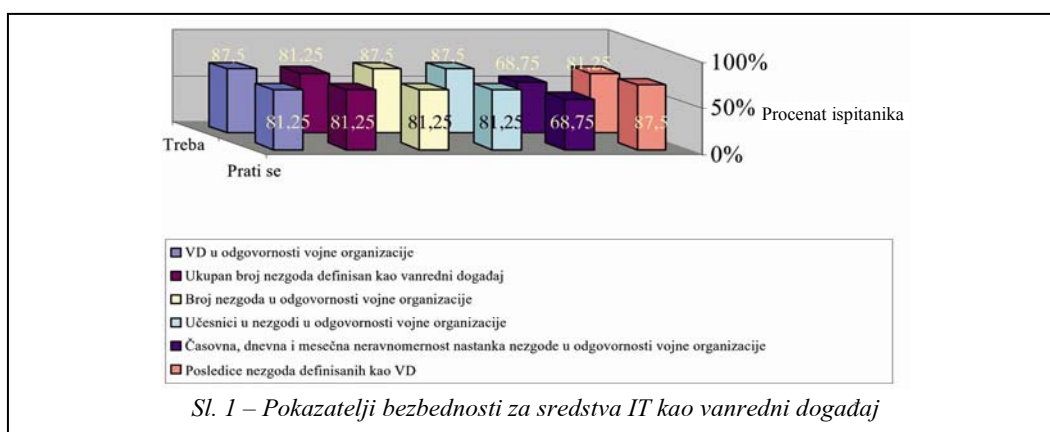 87,5 81,25 87,5 87,5 68,75 81,25
100%
50%
0%
Procenat ispitanika
81,25 81,25 81,25 81,25 68,75 87,5
Treba
Prati se
VD u odgovornosti vojne organizacije
Ukupan broj nezgoda definisan kao vanredni događaj
Broj nezgoda u odgovornosti vojne organizacije
Učesnici u nezgodi u odgovornosti vojne organizacije
Časovna, dnevna i mesečna neravnomernost nastanka nezgode u odgovornosti vojne organizacije
Posledice nezgoda definisanih kao VD
Sl. 1 – Pokazatelji bezbednosti za sredstva IT kao vanredni događaj